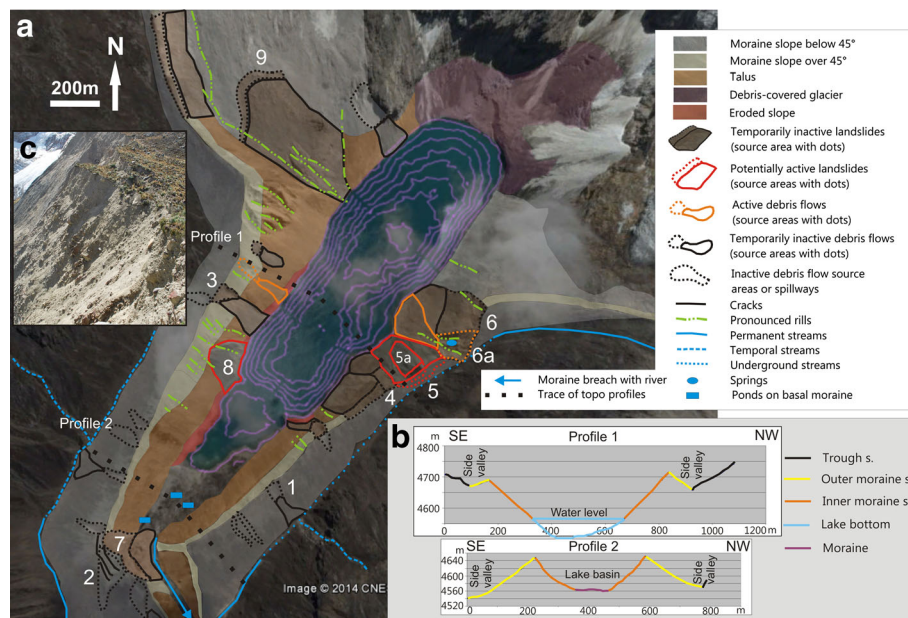 a
N
200m
c
9
Profile 1
3
8
6
6a
5a
5
4
Profile 2
1
7
2
Image © 2014 CNE
Moraine slope below 45°
Moraine slope over 45°
Talus
Debris-covered glacier
Eroded slope
Temporarily inactive landslides
(source area with dots)
Potentially active landslides
(source areas with dots)
Active debris flows
(source areas with dots)
Temporarily inactive debris flows
(source areas with dots)
Inactive debris flow source
areas or spillways
Cracks
Pronounced rills
Permanent streams
Temporal streams
Underground streams
Springs
Ponds on basal moraine
Moraine breach with river
Trace of topo profiles
b
m SE Profile 1 NW
4800
4700
4600
Side
valley
Side
valley
Water level
0 200 400 600 800 1000 1200
m
m SE Profile 2 NW
4640
4600
4560
4520
Side
valley
Lake basin
Side
valley
0 200 400 600 800 m
Trough s.
Outer moraine s
Inner moraine s
Lake bottom
Moraine